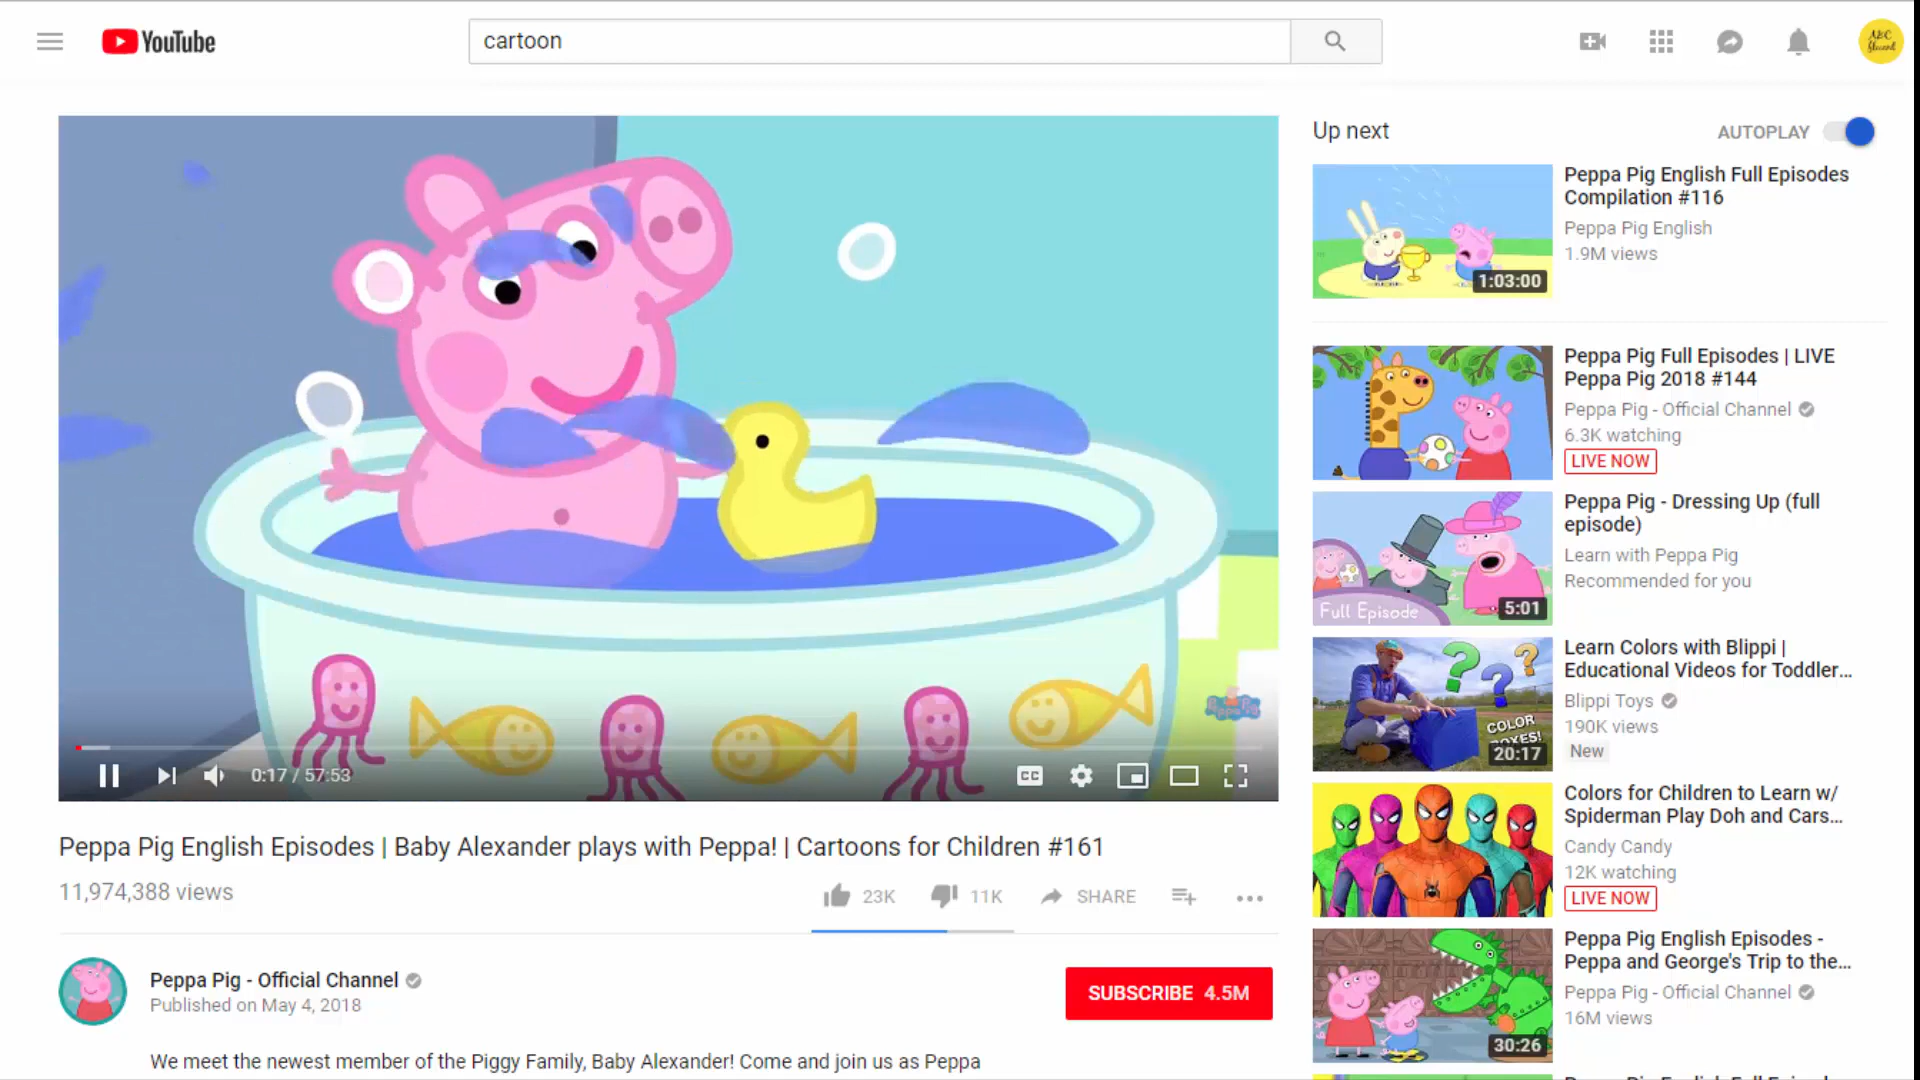 YouTube
cartoon
ABC
Up next
AUTOPLAY
Peppa Pig English Full Episodes
Compilation #116
Peppa Pig English
1.9M views
1:03:00
Peppa Pig Full Episodes | LIVE
Peppa Pig 2018 #144
Peppa Pig - Official Channel
6.3K watching
LIVE NOW
Peppa Pig - Dressing Up (full
episode)
Learn with Peppa Pig
Recommended for you
Full Episode
5:01
Learn Colors with Blippi |
Educational Videos for Toddler...
Blippi Toys
190K views
New
COLOR
20:17
Colors for Children to Learn w/
Spiderman Play Doh and Cars...
Candy Candy
12K watching
LIVE NOW
Peppa Pig English Episodes -
Peppa and George's Trip to the...
Peppa Pig - Official Channel
16M views
30:26
Peppa Pig
0:17 / 57:53
CC
Peppa Pig English Episodes | Baby Alexander plays with Peppa! | Cartoons for Children #161
11,974,388 views
23K
11K
SHARE
Peppa Pig - Official Channel
Published on May 4, 2018
SUBSCRIBE 4.5M
We meet the newest member of the Piggy Family, Baby Alexander! Come and join us as Peppa